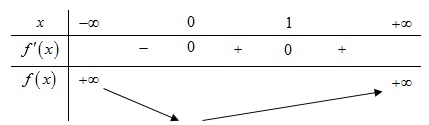 x −∞ 0 1 +∞
f′(x) − 0 + 0 +
f(x) +∞ +∞